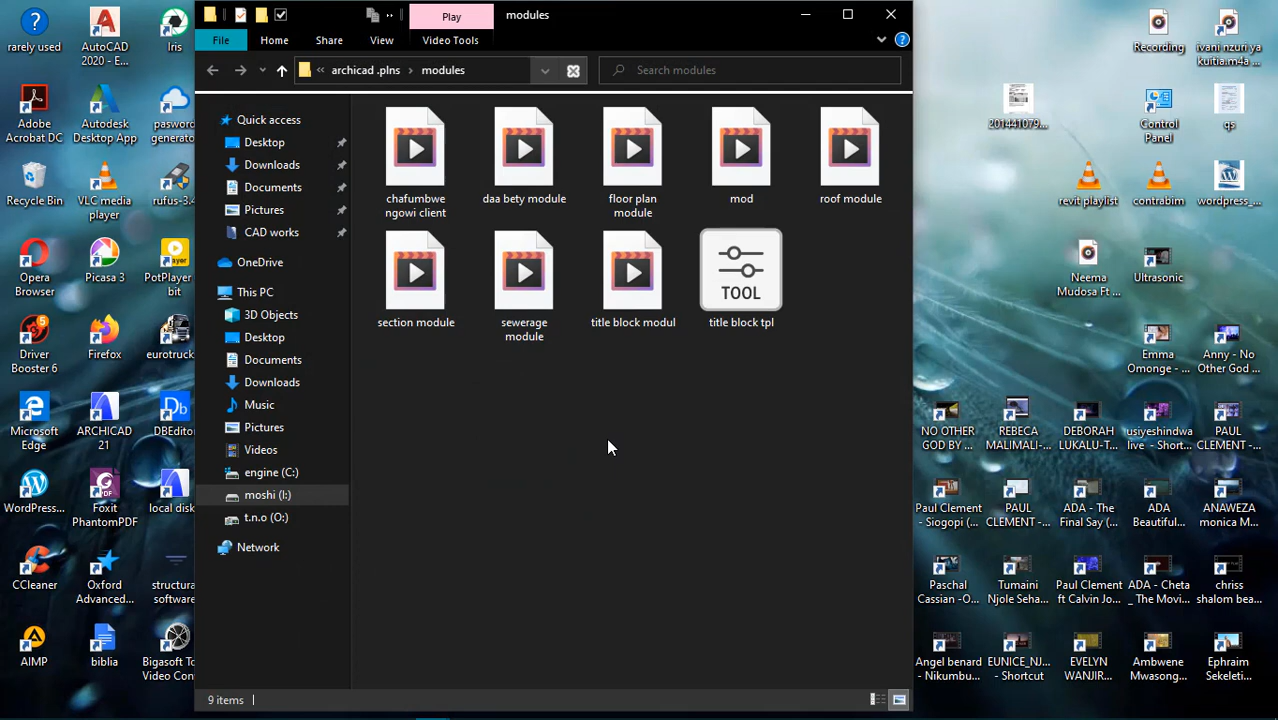 rarely used
AutoCAD
2020 - E...
Iris
Adobe
Acrobat DC
Autodesk
Desktop App
pasword
generato
Recycle Bin
VLC media
player
rufus-3.4
Opera
Browser
Picasa 3
PotPlayer
bit
Driver
Booster 6
Firefox
eurotruck
Microsoft
Edge
ARCHICAD
21
DBEditor
WordPress...
Foxit
PhantomPDF
local disk
CCleaner
Oxford
Advanced...
structura
software
AIMP
biblia
Bigasoft To
Video Con
Play
modules
File
Home
Share
View
Video Tools
archicad .plns
modules
Search modules
Quick access
Desktop
Downloads
Documents
Pictures
CAD works
OneDrive
This PC
3D Objects
Desktop
Documents
Downloads
Music
Pictures
Videos
engine (C:)
moshi (I:)
t.n.o (O:)
Network
chafumbwe
ngowi client
daa bety module
floor plan
module
mod
roof module
section module
sewerage
module
title block modul
TOOL
title block tpl
9 items
Recording
ivani nzuri ya
kuitia.m4a
201441079...
Control
Panel
qs
revit playlist
contrabim
wordpress_...
Neema
Mudosa Ft ...
Ultrasonic
Emma
Omonge - ...
Anny - No
Other God ...
NO OTHER
GOD BY ...
REBECA
MALIMALI-...
DEBORAH
LUKALU-T...
usiyeshindwa
live - Short...
PAUL
CLEMENT -...
Paul Clement
- Siogopi (...
PAUL
CLEMENT -...
ADA - The
Final Say (...
ADA
Beautiful...
ANAWEZA
monica M...
Paschal
Cassian -O...
Tumaini
Njole Seha...
Paul Clement
ft Calvin Jo...
ADA - Cheta
_ The Movi...
chriss
shalom bea...
Angel benard
- Nikumbu...
EUNICE_NJ...
- Shortcut
EVELYN
WANJIR...
Ambwene
Mwasong...
Ephraim
Sekeleti...